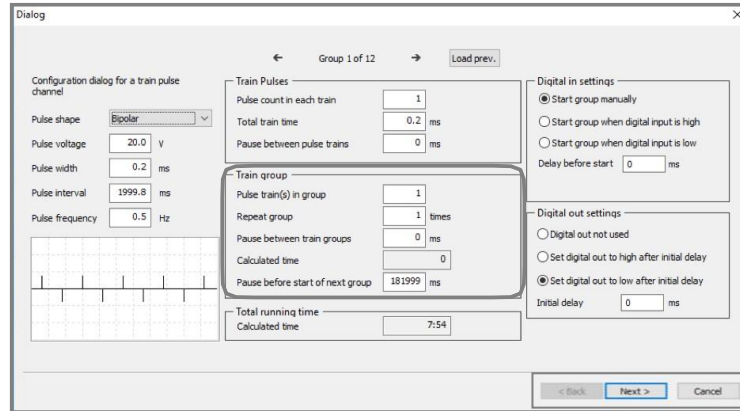 Dialog
×
← Group 1 of 12 → Load prev.
Configuration dialog for a train pulse
channel
Pulse shape Bipolar
Pulse voltage 20.0 V
Pulse width 0.2 ms
Pulse interval 1999.8 ms
Pulse frequency 0.5 Hz
Train Pulses
Pulse count in each train 1
Total train time 0.2 ms
Pause between pulse trains 0 ms
Train group
Pulse train(s) in group 1
Repeat group 1 times
Pause between train groups 0 ms
Calculated time 0
Pause before start of next group 181999 ms
Total running time
Calculated time 7:54
Digital in settings
Start group manually
Start group when digital input is high
Start group when digital input is low
Delay before start 0 ms
Digital out settings
Digital out not used
Set digital out to high after initial delay
Set digital out to low after initial delay
Initial delay 0 ms
< Back Next > Cancel